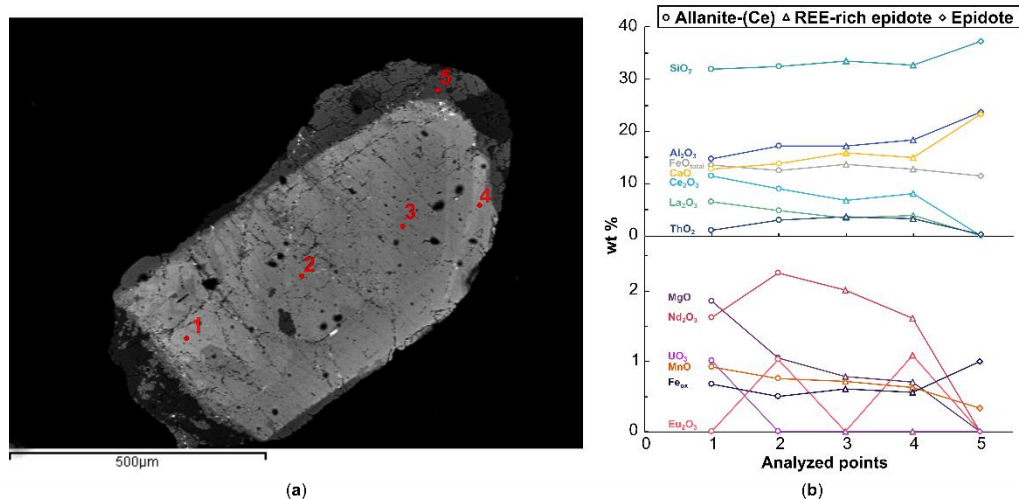 5
4
3
2
1
500μm
(a)
○ Allanite-(Ce) △ REE-rich epidote ◇ Epidote
40
30
20
10
0
SiO₂
Al₂O₃
FeOtotal
CaO
Ce₂O₃
La₂O₃
ThO₂
wt %
2
1
0
MgO
Nd₂O₃
UO₃
MnO
Feox
Eu₂O₃
0 1 2 3 4 5
Analyzed points
(b)